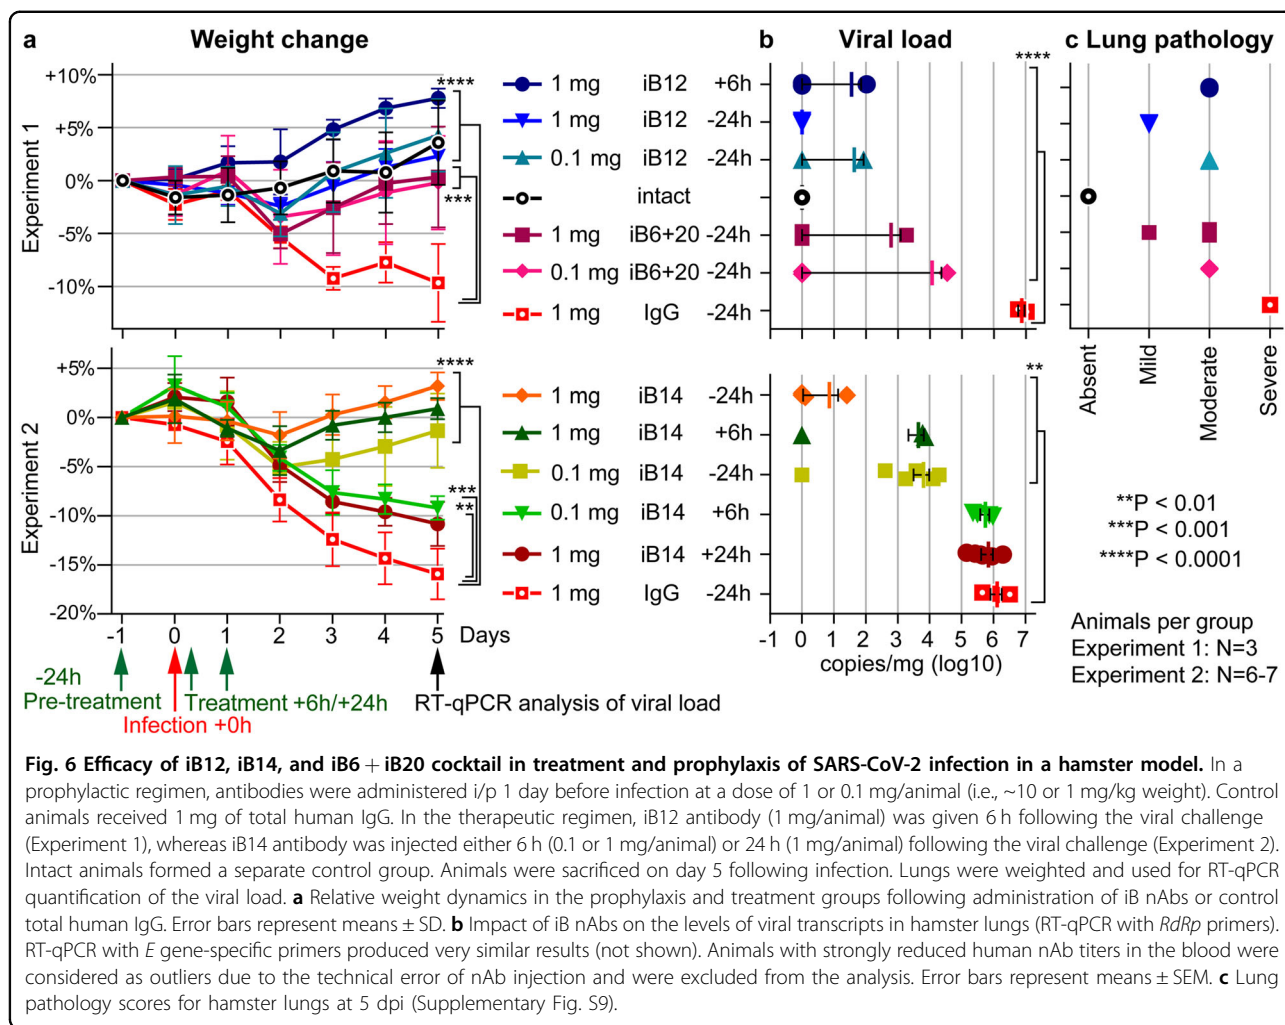 a Weight change
b Viral load
c Lung pathology
Experiment 1
+10%
+5%
0%
-5%
-10%
****
***
1 mg iB12 +6h
1 mg iB12 -24h
0.1 mg iB12 -24h
intact
1 mg iB6+20 -24h
0.1 mg iB6+20 -24h
1 mg IgG -24h
****
Absent
Mild
Moderate
Severe
Experiment 2
+5%
0%
-5%
-10%
-15%
-20%
****
***
**
1 mg iB14 -24h
1 mg iB14 +6h
0.1 mg iB14 -24h
0.1 mg iB14 +6h
1 mg iB14 +24h
1 mg IgG -24h
**
-1 0 1 2 3 4 5 Days
-1 0 1 2 3 4 5 6 7
copies/mg (log10)
**P < 0.01
***P < 0.001
****P < 0.0001
Animals per group
Experiment 1: N=3
Experiment 2: N=6-7
-24h
Pre-treatment
Treatment +6h/+24h
Infection +0h
RT-qPCR analysis of viral load
Fig. 6 Efficacy of iB12, iB14, and iB6 + iB20 cocktail in treatment and prophylaxis of SARS-CoV-2 infection in a hamster model. In a
prophylactic regimen, antibodies were administered i/p 1 day before infection at a dose of 1 or 0.1 mg/animal (i.e., ~10 or 1 mg/kg weight). Control
animals received 1 mg of total human IgG. In the therapeutic regimen, iB12 antibody (1 mg/animal) was given 6 h following the viral challenge
(Experiment 1), whereas iB14 antibody was injected either 6 h (0.1 or 1 mg/animal) or 24 h (1 mg/animal) following the viral challenge (Experiment 2).
Intact animals formed a separate control group. Animals were sacrificed on day 5 following infection. Lungs were weighted and used for RT-qPCR
quantification of the viral load. a Relative weight dynamics in the prophylaxis and treatment groups following administration of iB nAbs or control
total human IgG. Error bars represent means ± SD. b Impact of iB nAbs on the levels of viral transcripts in hamster lungs (RT-qPCR with RdRp primers).
RT-qPCR with E gene-specific primers produced very similar results (not shown). Animals with strongly reduced human nAb titers in the blood were
considered as outliers due to the technical error of nAb injection and were excluded from the analysis. Error bars represent means ± SEM. c Lung
pathology scores for hamster lungs at 5 dpi (Supplementary Fig. S9).